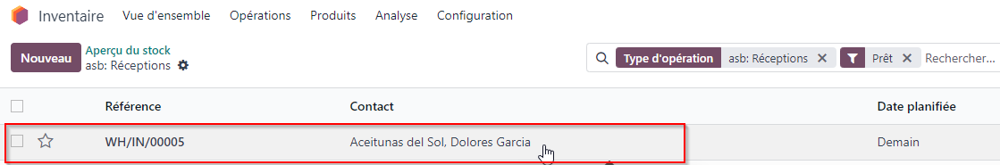 Inventaire Vue d'ensemble Opérations Produits Analyse Configuration
Nouveau Aperçu du stock
asb: Réceptions
Type d'opération asb: Réceptions Prêt Rechercher...
Référence Contact Date planifiée
WH/IN/00005 Aceitunas del Sol, Dolores Garcia Demain